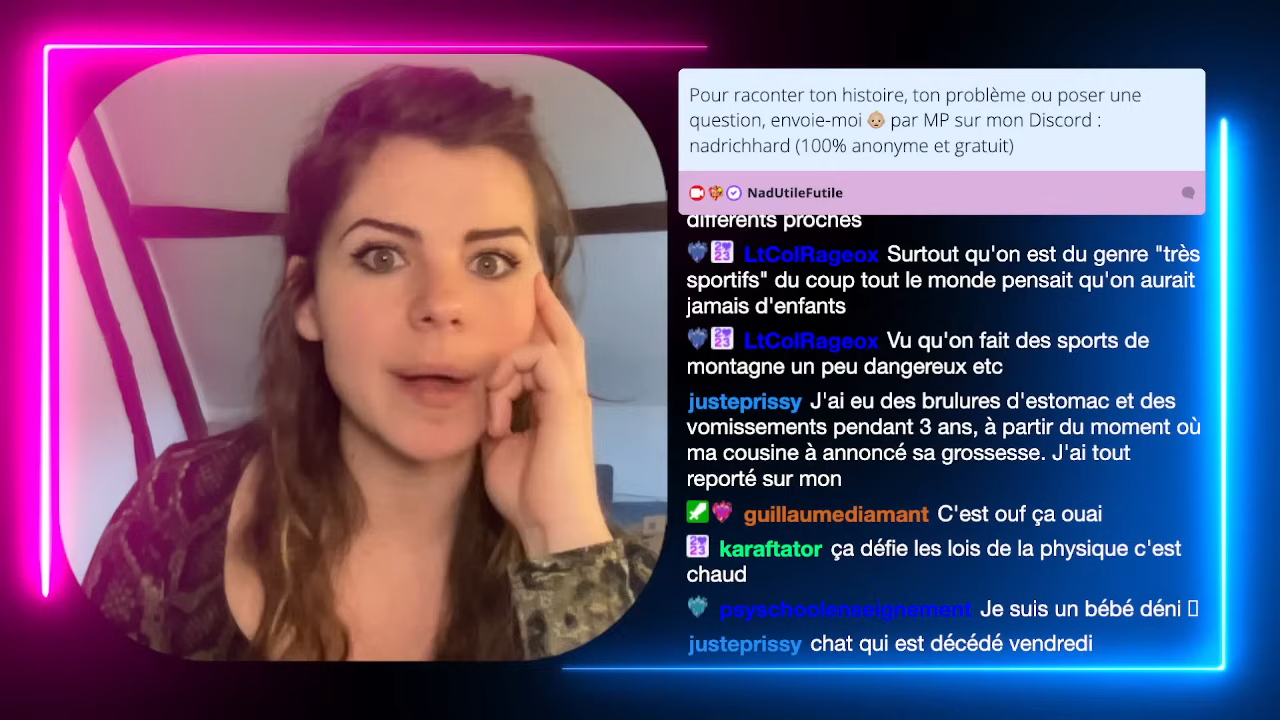 Pour raconter ton histoire, ton problème ou poser une
question, envoie-moi 👶🏼 par MP sur mon Discord :
nadrichhard (100% anonyme et gratuit)
NadUtileFutile
différents proches
LtColRageox Surtout qu'on est du genre "très
sportifs" du coup tout le monde pensait qu'on aurait
jamais d'enfants
LtColRageox Vu qu'on fait des sports de
montagne un peu dangereux etc
justeprissy J'ai eu des brulures d'estomac et des
vomissements pendant 3 ans, à partir du moment où
ma cousine à annoncé sa grossesse. J'ai tout
reporté sur mon
guillaumediamant C'est ouf ça ouai
karaftator ça défie les lois de la physique c'est
chaud
psyschoolenseignement Je suis un bébé déni
justeprissy chat qui est décédé vendredi